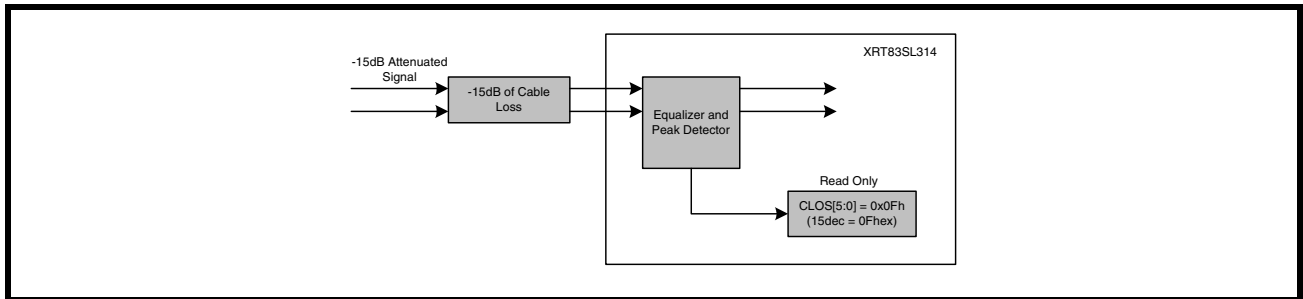 XRT83SL314
-15dB Attenuated
Signal
-15dB of Cable
Loss
Equalizer and
Peak Detector
Read Only
CLOS[5:0] = 0x0Fh
(15dec = 0Fhex)